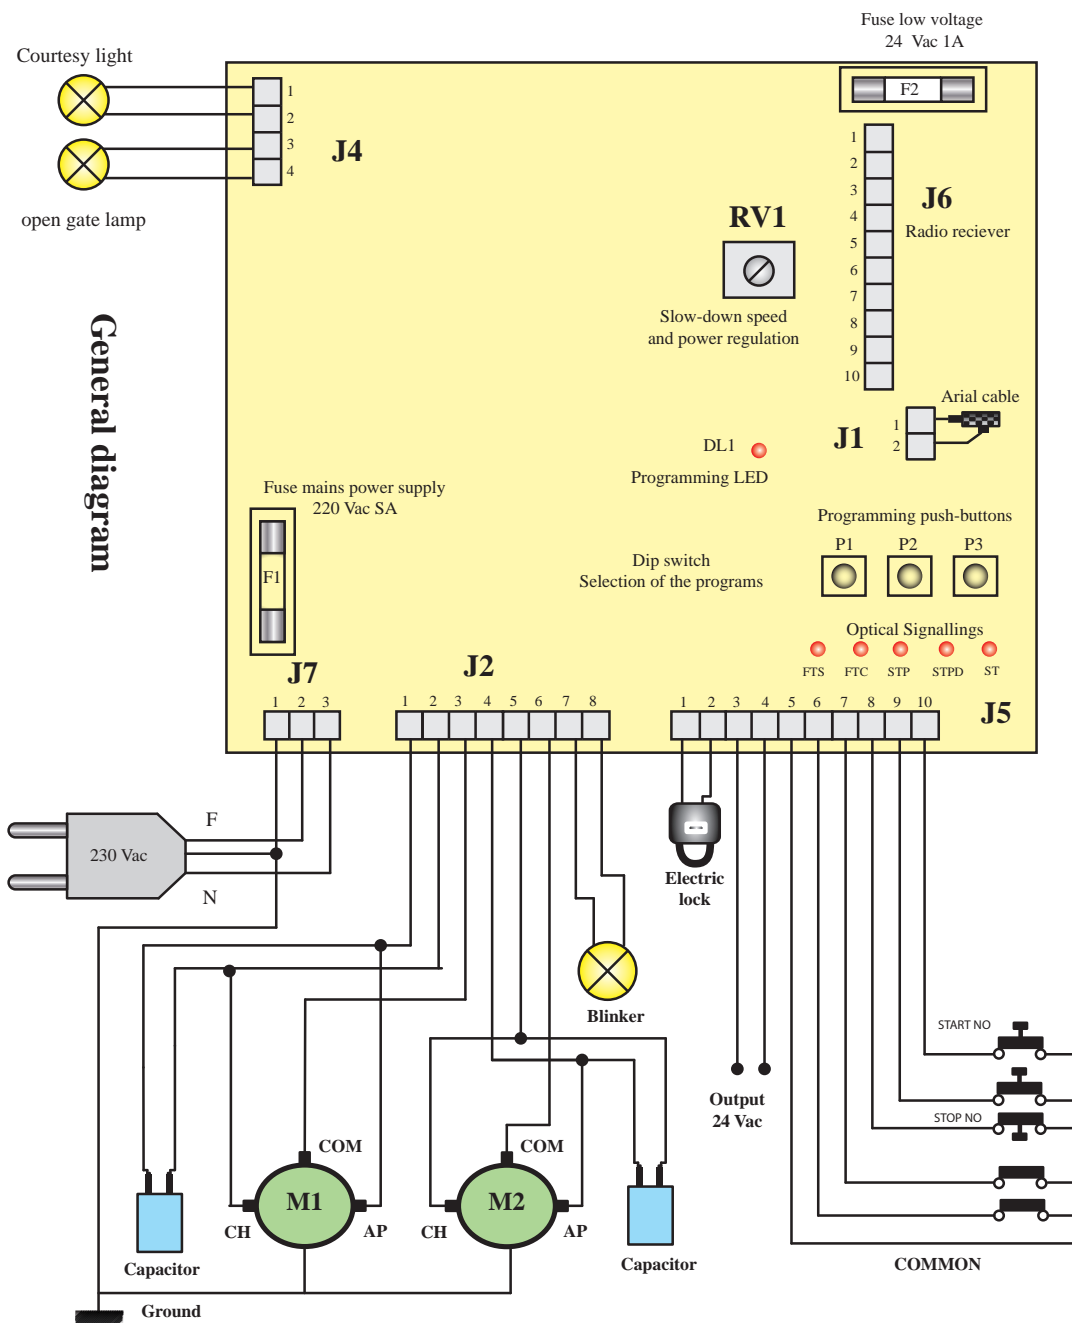 Fuse low voltage
24 Vac 1A
F2
Courtesy light
open gate lamp
1
2
3
4
J4
General diagram
RV1
Slow-down speed
and power regulation
1
2
3
4
5
6
7
8
9
10
J6
Radio reciever
Arial cable
J1
1
2
DL1
Programming LED
Fuse mains power supply
220 Vac SA
F1
Programming push-buttons
P1 P2 P3
Dip switch
Selection of the programs
Optical Signallings
FTS FTC STP STPD ST
J7
1 2 3
J2
1 2 3 4 5 6 7 8
J5
1 2 3 4 5 6 7 8 9 10
F
230 Vac
N
Electric
lock
Blinker
START NO
STOP NO
Output
24 Vac
COM
M1
CH
AP
COM
M2
CH
AP
Capacitor
Capacitor
COMMON
Ground